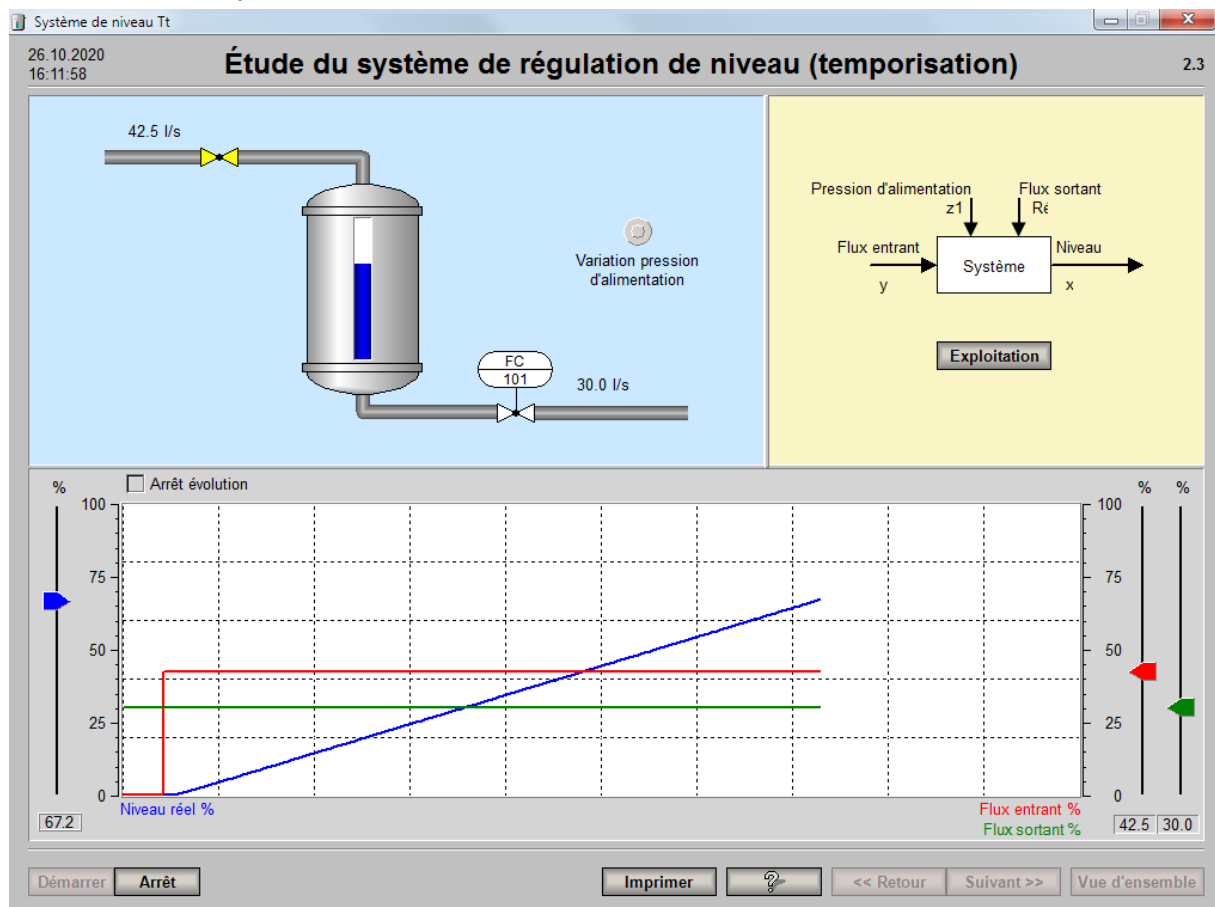 Système de niveau Tt
26.10.2020
16:11:58
Étude du système de régulation de niveau (temporisation)
2.3
42.5 l/s
Variation pression
d'alimentation
FC
101
30.0 l/s
Pression d'alimentation
z1
Flux sortant
Ré
Flux entrant
y
Système
Niveau
x
Exploitation
%
Arrêt évolution
% %
100
75
50
25
0
100
75
50
25
0
100
0
67.2
Niveau réel %
Flux entrant %
Flux sortant %
42.5 30.0
Démarrer Arrêt Imprimer ? << Retour Suivant >> Vue d'ensemble